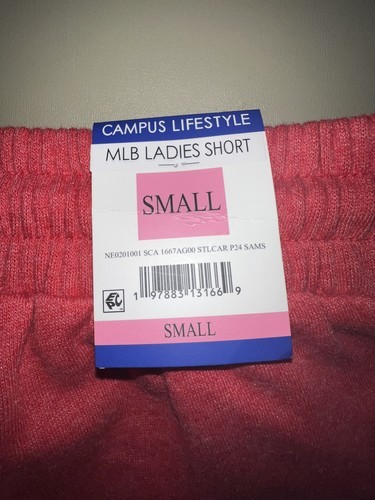 CAMPUS LIFESTYLE
MLB LADIES SHORT
SMALL
NE0201001 SCA 1667AG00 STLCAR P24 SAMS
1 97883 13166 9
SMALL